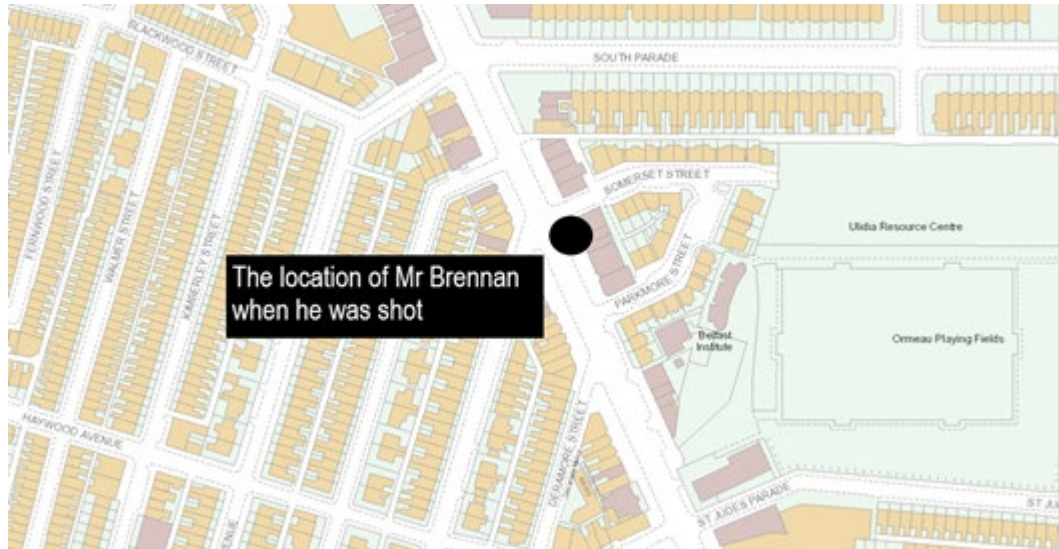 BLACKWOOD STREET
SOUTH PARADE
FERNWOOD STREET
WALMER STREET
KIMBERLEY STREET
SOMERSET STREET
Ulidia Resource Centre
The location of Mr Brennan
when he was shot
PARKMORE STREET
Belfast
Institute
Ormeau Playing Fields
HAYWOOD AVENUE
DERAMORE STREET
ST JUDES PARADE